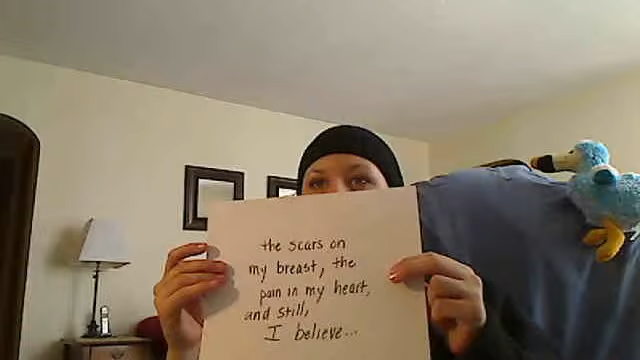 the scars on
my breast, the
pain in my heart,
and still,
I believe...